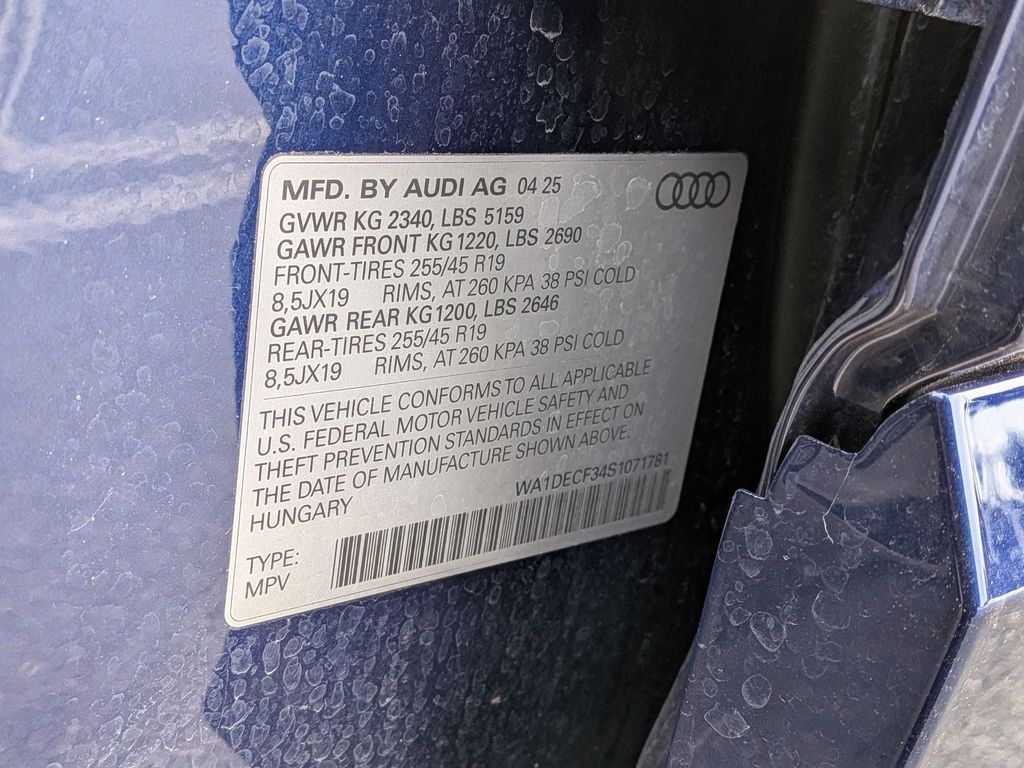 MFD. BY AUDI AG 04 25
GVWR KG 2340, LBS 5159
GAWR FRONT KG 1220, LBS 2690
FRONT-TIRES 255/45 R19
8,5JX19 RIMS, AT 260 KPA 38 PSI COLD
GAWR REAR KG 1200, LBS 2646
REAR-TIRES 255/45 R19
8,5JX19 RIMS, AT 260 KPA 38 PSI COLD
THIS VEHICLE CONFORMS TO ALL APPLICABLE
U.S. FEDERAL MOTOR VEHICLE SAFETY AND
THEFT PREVENTION STANDARDS IN EFFECT ON
THE DATE OF MANUFACTURE SHOWN ABOVE.
HUNGARY WA1DECF34S1071781
TYPE:
MPV